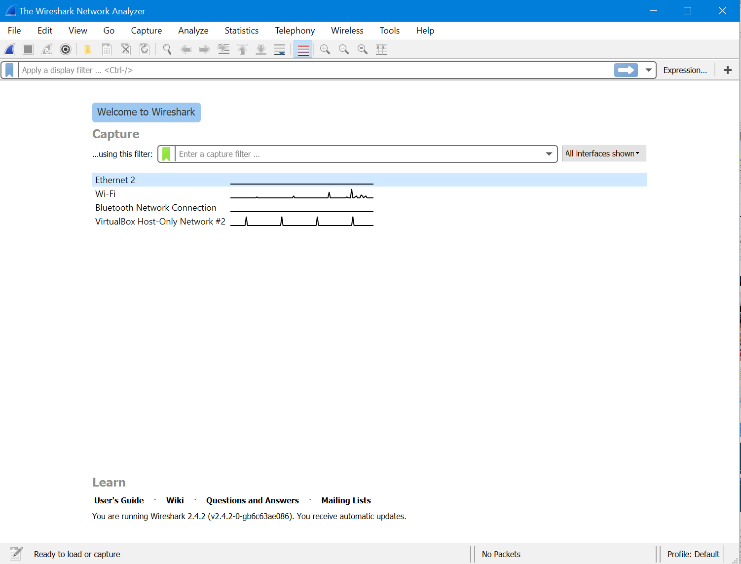 The Wireshark Network Analyzer
File Edit View Go Capture Analyze Statistics Telephony Wireless Tools Help
Apply a display filter ... <Ctrl-/> Expression... +
Welcome to Wireshark
Capture
...using this filter: Enter a capture filter ... All interfaces shown
Ethernet 2
Wi-Fi
Bluetooth Network Connection
VirtualBox Host-Only Network #2
Learn
User's Guide · Wiki · Questions and Answers · Mailing Lists
You are running Wireshark 2.4.2 (v2.4.2-0-gb6c63ae086). You receive automatic updates.
Ready to load or capture No Packets Profile: Default